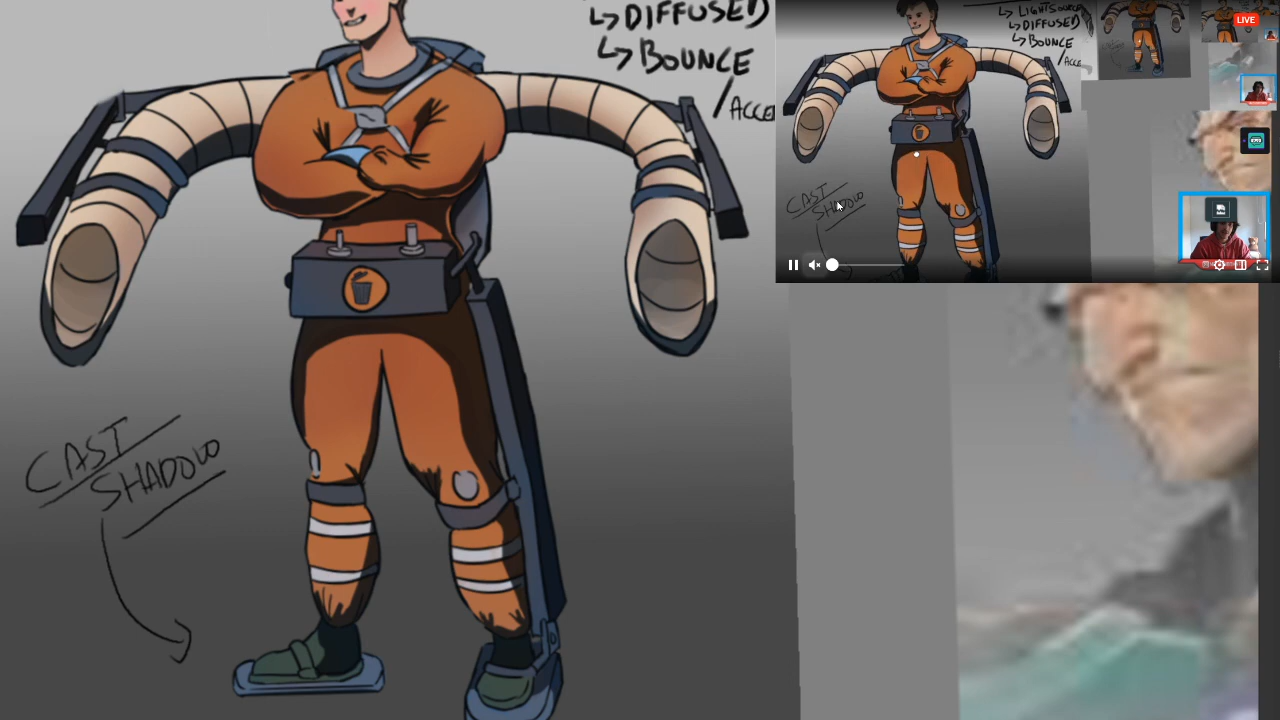 ↳ DIFFUSED
↳ BOUNCE
CAST
SHADOW
↳ DIFFUSED
↳ BOUNCE
CAST
SHADOW
LIVE